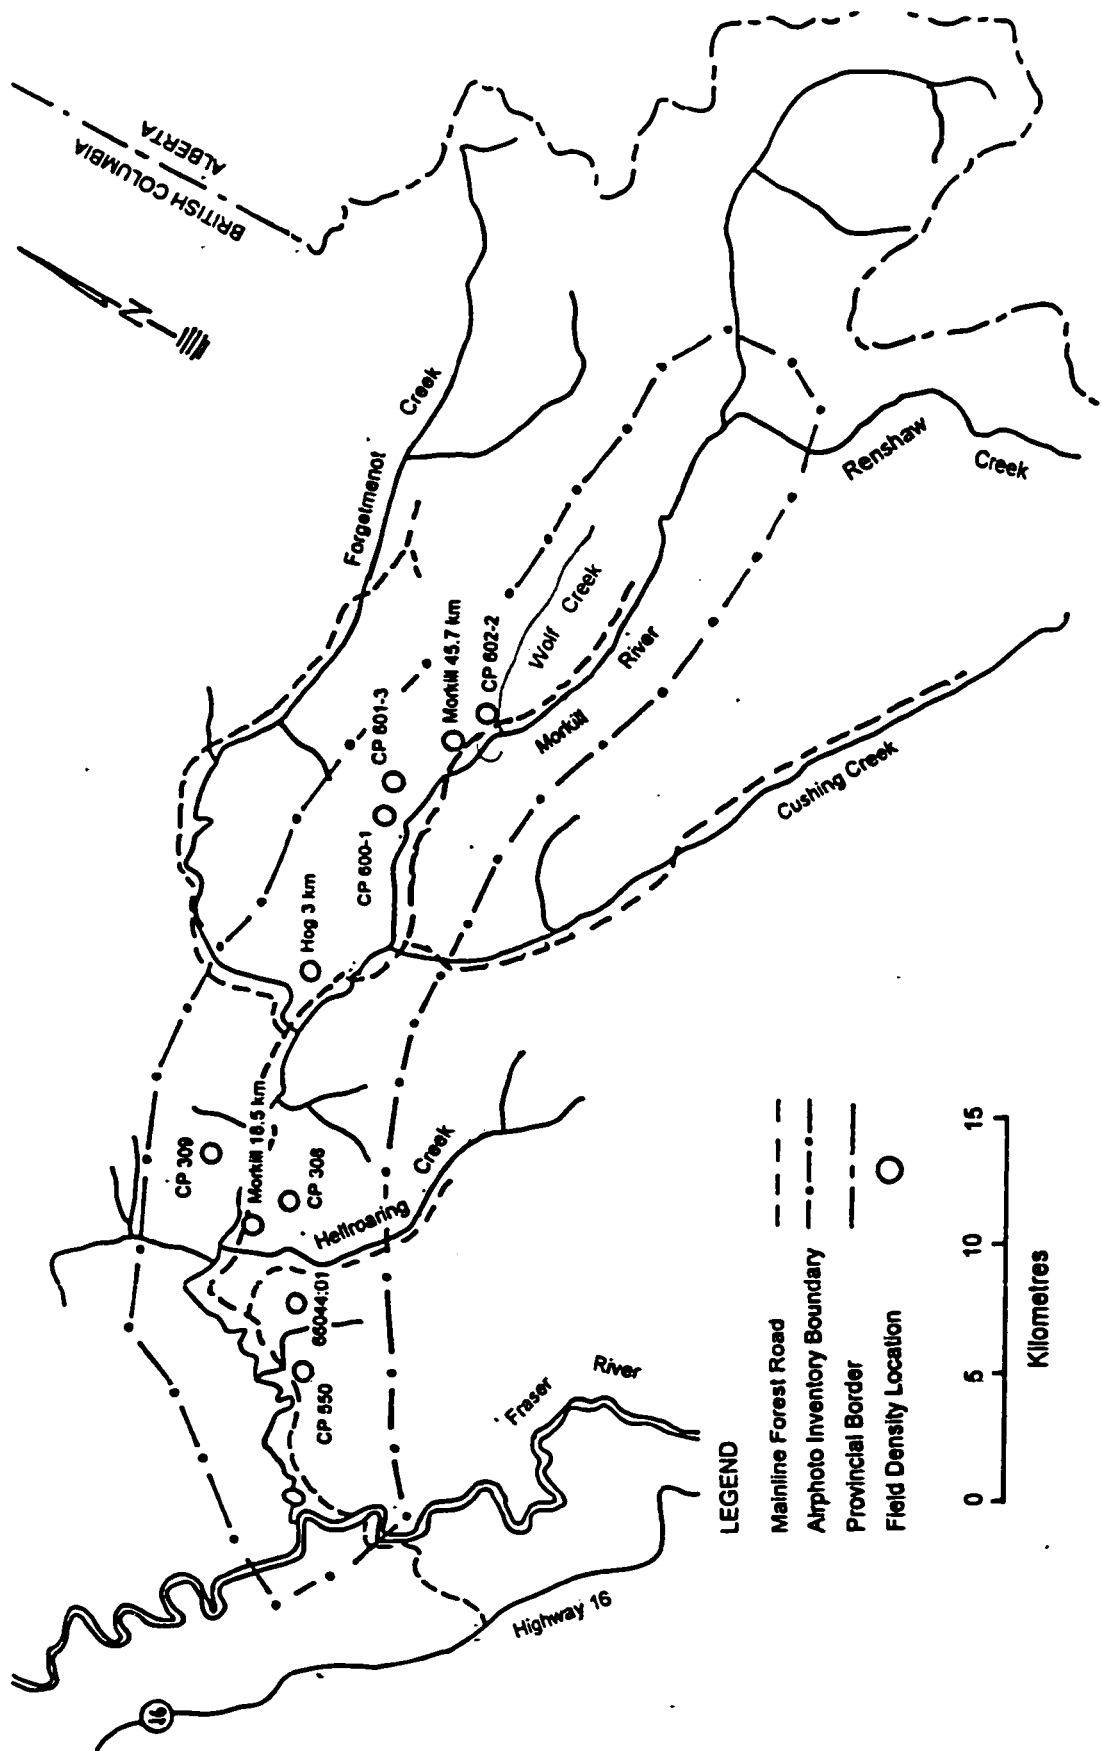 BRITISH COLUMBIA
ALBERTA
N
Forgetmenot
Creek
Renshaw
Creek
Wolf Creek
Morkill
River
Cushing Creek
Morkill 45.7 km
CP 602-2
CP 601-3
CP 600-1
Hog 3 km
CP 309
Morkill 18.5 km
CP 308
Hellroaring
Creek
66044:01
CP 550
Fraser
River
Highway 16
16
LEGEND
Mainline Forest Road
Airphoto Inventory Boundary
Provincial Border
Field Density Location
0 5 10 15
Kilometres